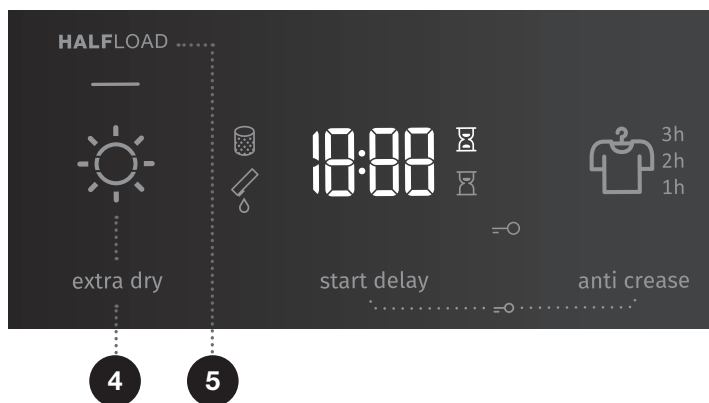 HALFLOAD
18:88
3h
2h
1h
extra dry
start delay
anti crease
4
5